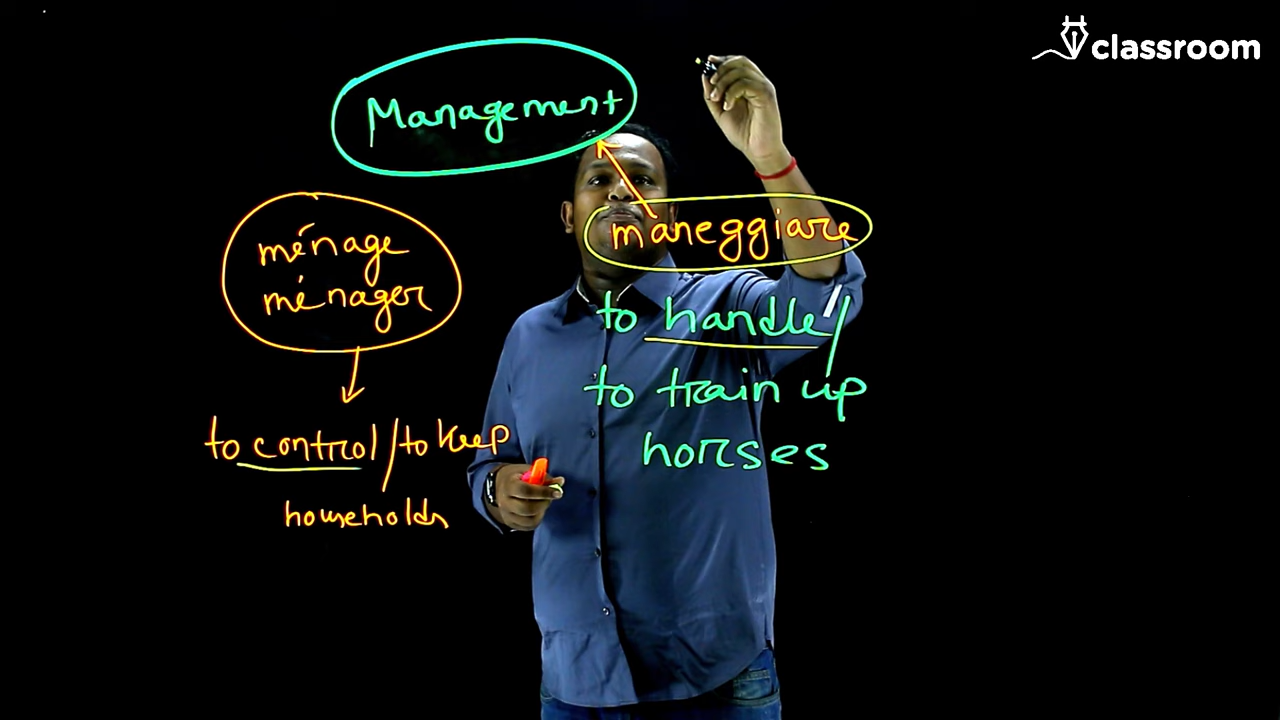 classroom
Management
maneggiare
ménage
ménager
to handle/
to train up
horses
to control/to keep
households